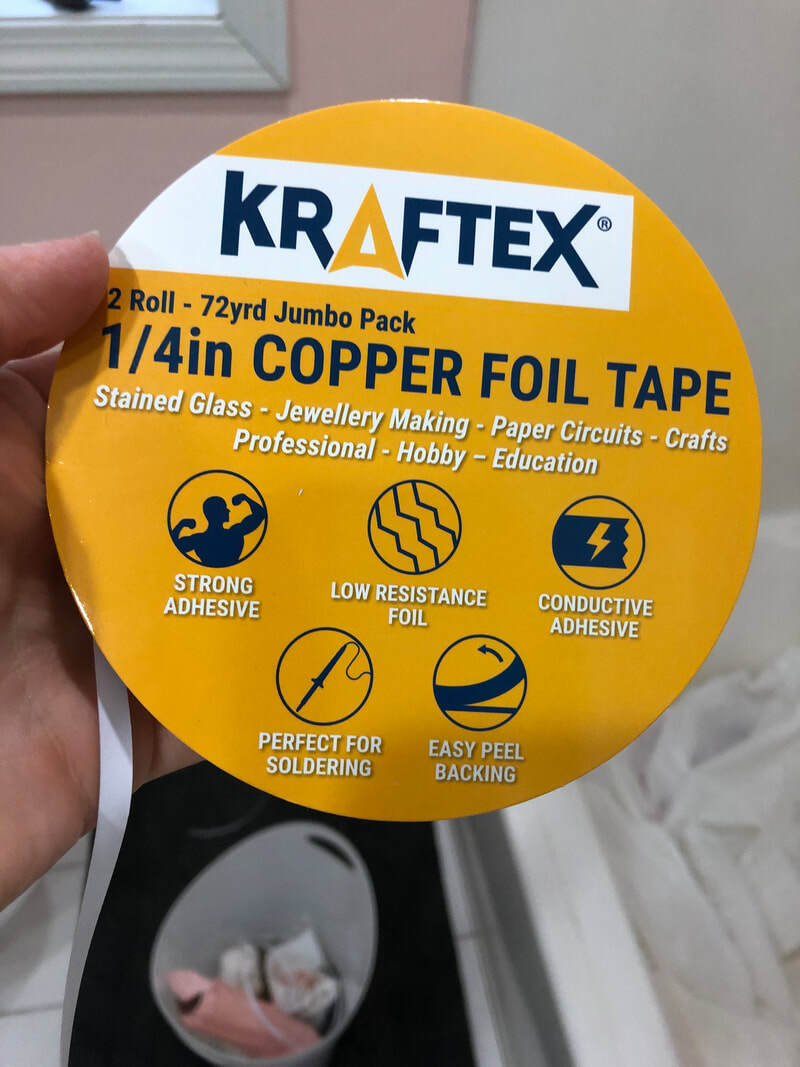 KRAFTEX®
2 Roll - 72yrd Jumbo Pack
1/4in COPPER FOIL TAPE
Stained Glass - Jewellery Making - Paper Circuits - Crafts
Professional - Hobby – Education
STRONG
ADHESIVE
LOW RESISTANCE
FOIL
CONDUCTIVE
ADHESIVE
PERFECT FOR
SOLDERING
EASY PEEL
BACKING